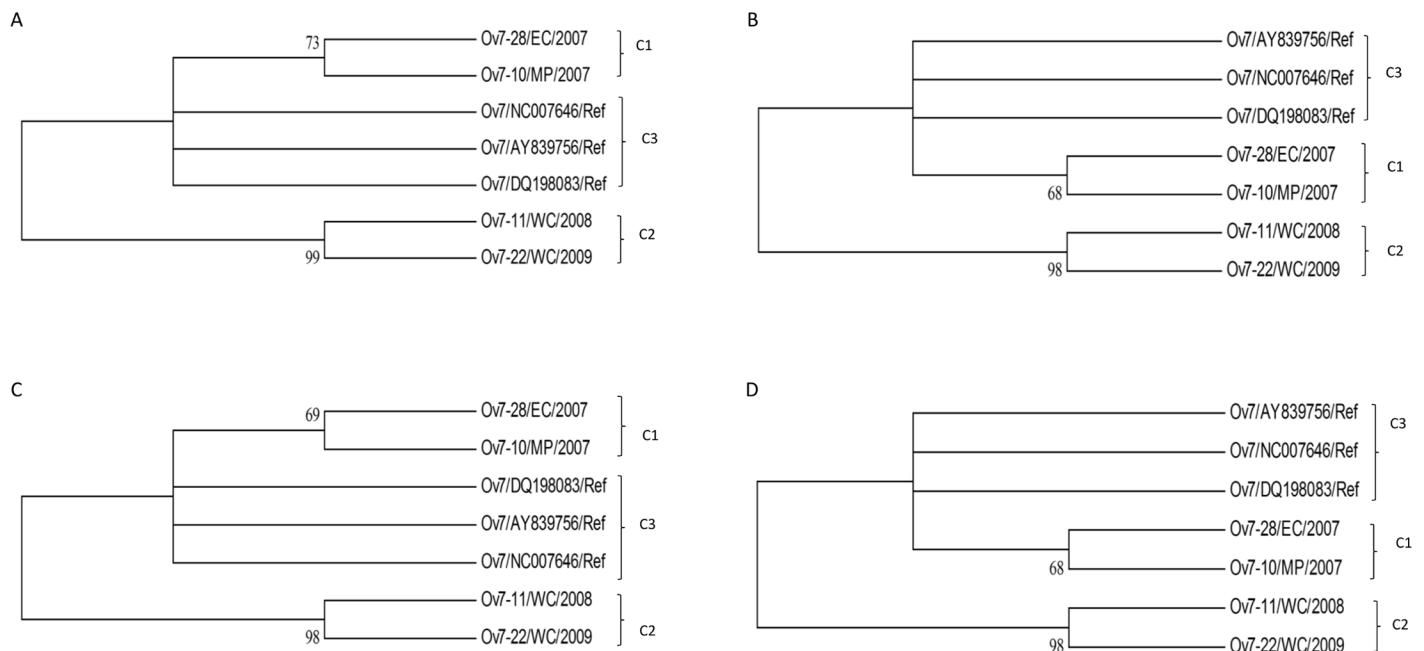 A
73
Ov7-28/EC/2007
C1
Ov7-10/MP/2007
Ov7/NC007646/Ref
C3
Ov7/AY839756/Ref
Ov7/DQ198083/Ref
Ov7-11/WC/2008
C2
99
Ov7-22/WC/2009
B
Ov7/AY839756/Ref
C3
Ov7/NC007646/Ref
Ov7/DQ198083/Ref
Ov7-28/EC/2007
C1
68
Ov7-10/MP/2007
Ov7-11/WC/2008
C2
98
Ov7-22/WC/2009
C
69
Ov7-28/EC/2007
C1
Ov7-10/MP/2007
Ov7/DQ198083/Ref
C3
Ov7/AY839756/Ref
Ov7/NC007646/Ref
Ov7-11/WC/2008
C2
98
Ov7-22/WC/2009
D
Ov7/AY839756/Ref
C3
Ov7/NC007646/Ref
Ov7/DQ198083/Ref
Ov7-28/EC/2007
C1
68
Ov7-10/MP/2007
Ov7-11/WC/2008
C2
98
Ov7-22/WC/2009